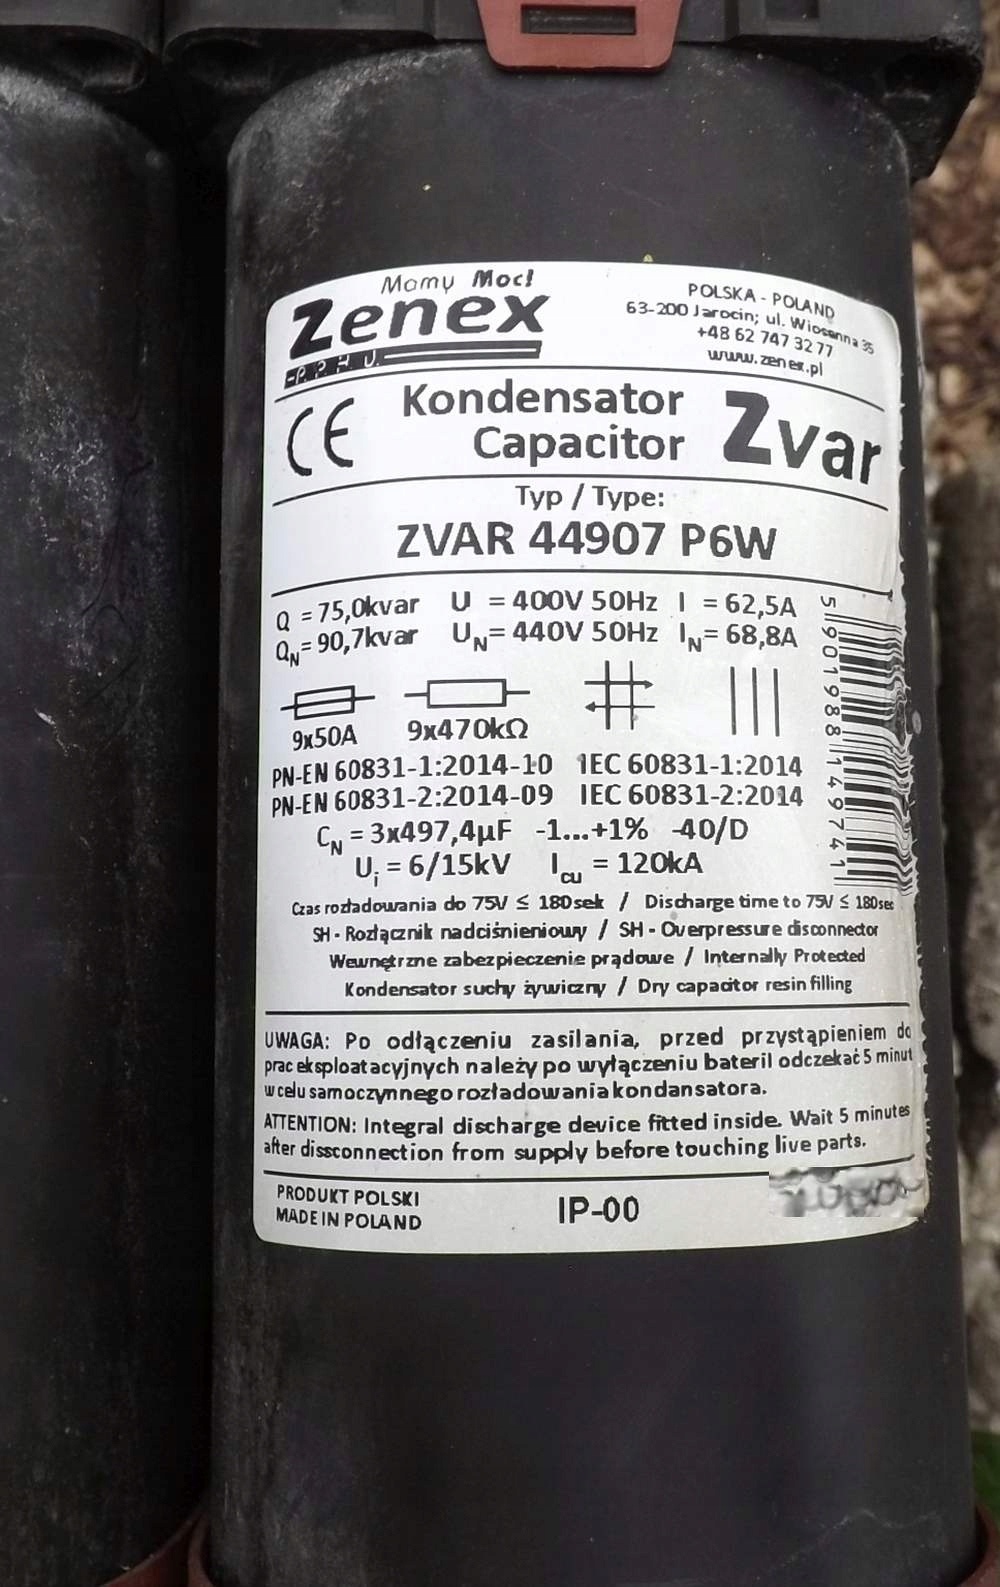 Mamy Moc!
Zenex
P.P.H.U.
POLSKA - POLAND
63-200 Jarocin; ul. Wiosenna 35
+48 62 747 32 77
www.zenex.pl
CE
Kondensator
Capacitor
Zvar
Typ / Type:
ZVAR 44907 P6W
Q = 75,0kvar U = 400V 50Hz I = 62,5A
QN = 90,7kvar UN = 440V 50Hz IN = 68,8A
9x50A 9x470kΩ
5 901988 149741
PN-EN 60831-1:2014-10 IEC 60831-1:2014
PN-EN 60831-2:2014-09 IEC 60831-2:2014
CN = 3x497,4µF -1...+1% -40/D
Ui = 6/15kV Icu = 120kA
Czas rozładowania do 75V ≤ 180sek / Discharge time to 75V ≤ 180sec
SH - Rozłącznik nadciśnieniowy / SH - Overpressure disconnector
Wewnętrzne zabezpieczenie prądowe / Internally Protected
Kondensator suchy żywiczny / Dry capacitor resin filling
UWAGA: Po odłączeniu zasilania, przed przystąpieniem do
prac eksploatacyjnych należy po wyłączeniu bateril odczekać 5 minut
w celu samoczynnego rozładowania kondansatora.
ATTENTION: Integral discharge device fitted inside. Wait 5 minutes
after dissconnection from supply before touching live parts.
PRODUKT POLSKI
MADE IN POLAND
IP-00